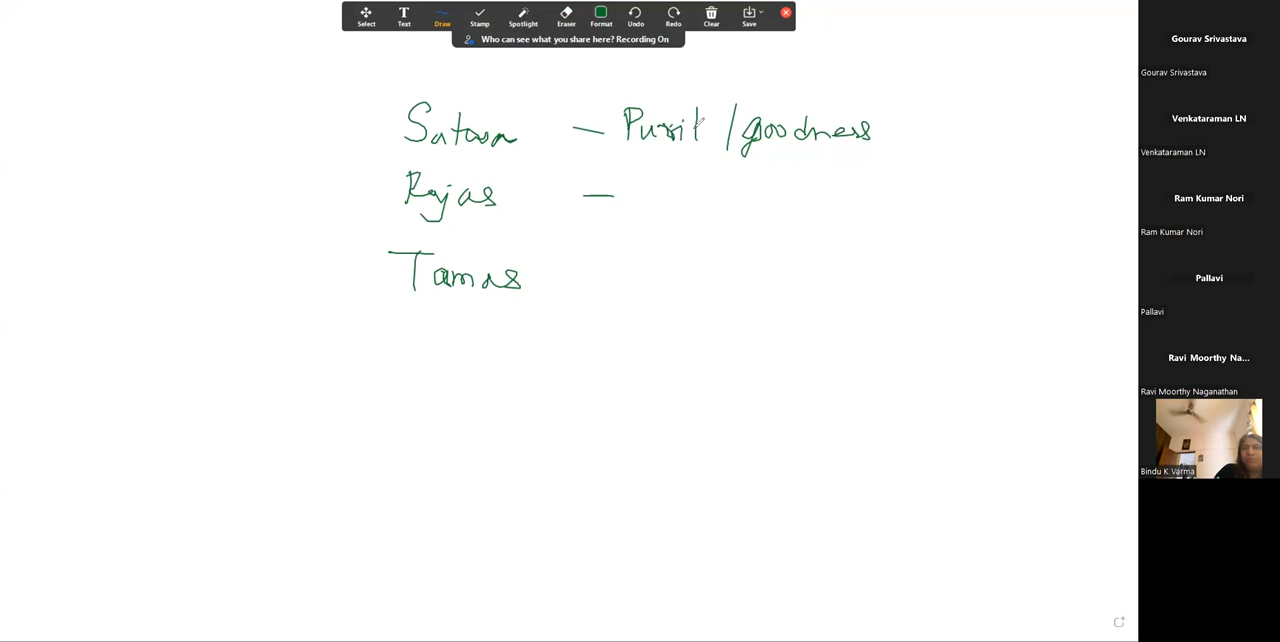 Select Text Draw Stamp Spotlight Eraser Format Undo Redo Clear Save
Who can see what you share here? Recording On
Satwa — Purit / goodness
Rajas —
Tamas
Gourav Srivastava
Gourav Srivastava
Venkataraman LN
Venkataraman LN
Ram Kumar Nori
Ram Kumar Nori
Pallavi
Pallavi
Ravi Moorthy Na...
Ravi Moorthy Naganathan
Bindu K Varma